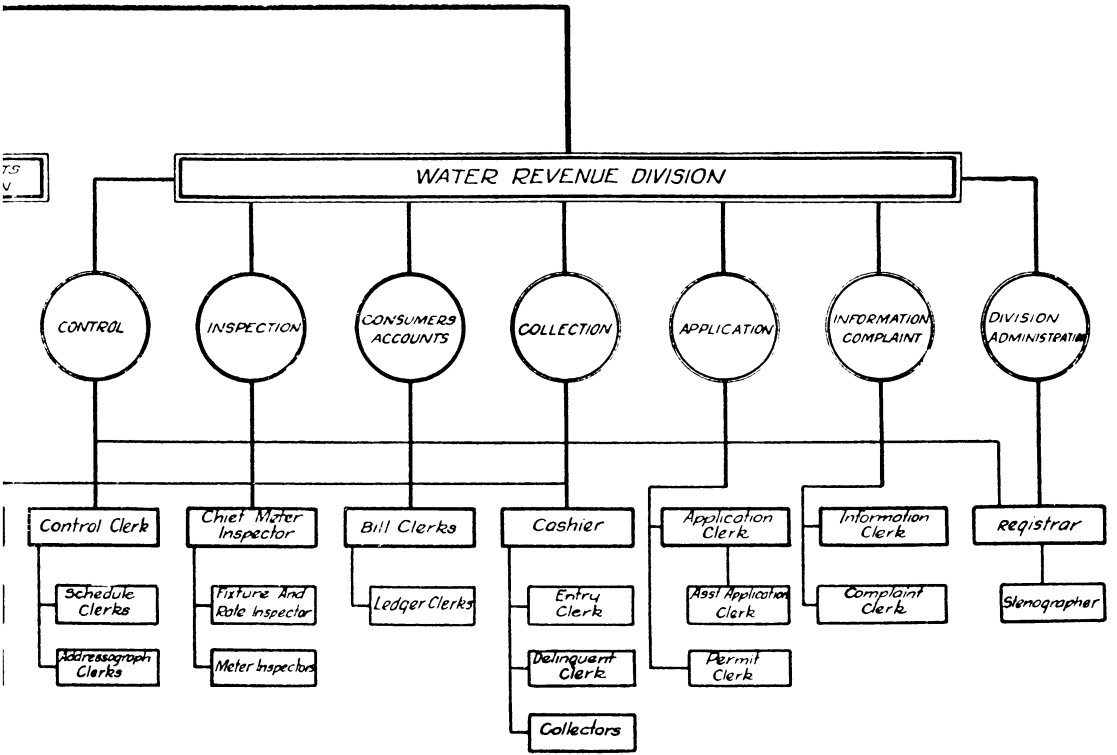 TS
WATER REVENUE DIVISION
CONTROL
INSPECTION
CONSUMERS
ACCOUNTS
COLLECTION
APPLICATION
INFORMATION
COMPLAINT
DIVISION
ADMINISTRATION
Control Clerk
Chief Meter
Inspector
Bill Clerks
Cashier
Application
Clerk
Information
Clerk
Registrar
Schedule
Clerks
Fixture And
Rate Inspector
Ledger Clerks
Entry
Clerk
Asst Application
Clerk
Complaint
Clerk
Stenographer
Addressograph
Clerks
Meter Inspectors
Delinquent
Clerk
Permit
Clerk
Collectors